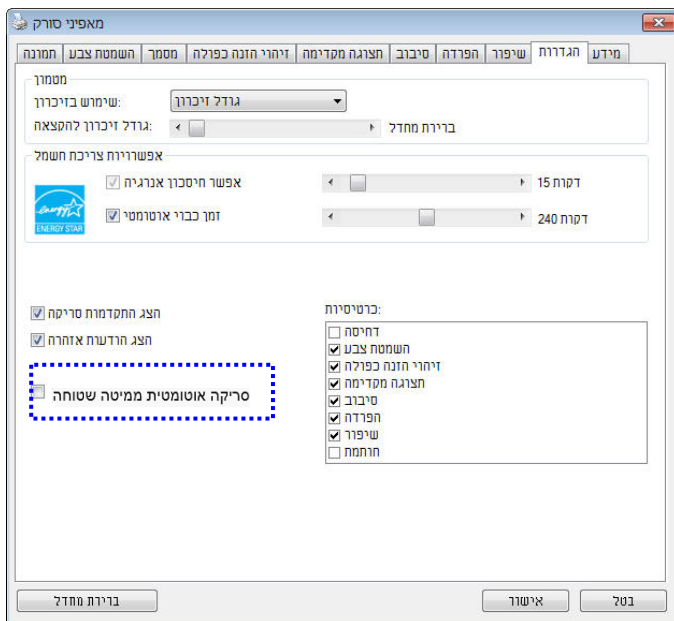 מאפיני סורק
תמונה השמטת צבע מסמך זיהוי הזנה כפולה תצוגה מקדימה סיבוב הפרדה שיפור הגדרות מידע
מטמון
שימוש בזיכרון: גודל זיכרון
גודל זיכרון להקצאה: ברירת מחדל
אפשרויות צריכת חשמל
אפשר חיסכון אנרגיה 15 דקות
זמן כבוי אוטומטי 240 דקות
energy
ENERGY STAR
הצג התקדמות סריקה
הצג הודעות אזהרה
סריקה אוטומטית ממיטה שטוחה
כרטיסיות:
דחיסה
השמטת צבע
זיהוי הזנה כפולה
תצוגה מקדימה
סיבוב
הפרדה
שיפור
חותמת
ברירת מחדל אישור בטל